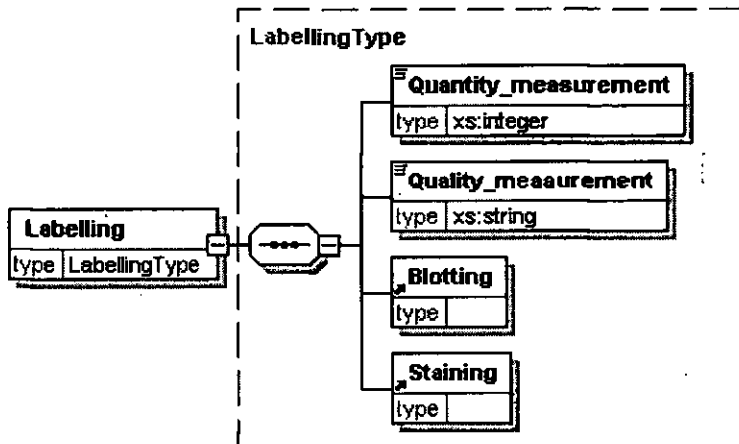 LabellingType
Quantity_measurement
type xs:integer
Quality_meaaurement
type xs:string
Labelling
type LabellingType
Blotting
type
Staining
type